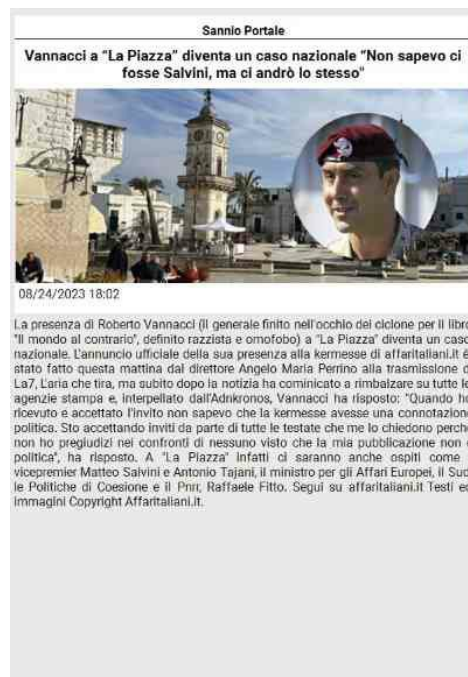 Sannio Portale
Vannacci a “La Piazza” diventa un caso nazionale “Non sapevo ci
fosse Salvini, ma ci andrò lo stesso"
08/24/2023 18:02
La presenza di Roberto Vannacci (il generale finito nell'occhio del ciclone per il libro
"Il mondo al contrario", definito razzista e omofobo) a "La Piazza" diventa un caso
nazionale. L'annuncio ufficiale della sua presenza alla kermesse di affaritaliani.it è
stato fatto questa mattina dal direttore Angelo Maria Perrino alla trasmissione d
La7, L'aria che tira, ma subito dopo la notizia ha cominicato a rimbalzare su tutte le
agenzie stampa e, interpellato dall'Adnkronos, Vannacci ha risposto: "Quando ho
ricevuto e accettato l'invito non sapevo che la kermesse avesse una connotazione
politica. Sto accettando inviti da parte di tutte le testate che me lo chiedono perché
non ho pregiudizi nei confronti di nessuno visto che la mia pubblicazione non è
politica", ha risposto. A "La Piazza" infatti ci saranno anche ospiti come i
vicepremier Matteo Salvini e Antonio Tajani, il ministro per gli Affari Europei, il Sud,
le Politiche di Coesione e il Pnrr, Raffaele Fitto. Segui su affaritaliani.it Testi ed
immagini Copyright Affaritaliani.it.